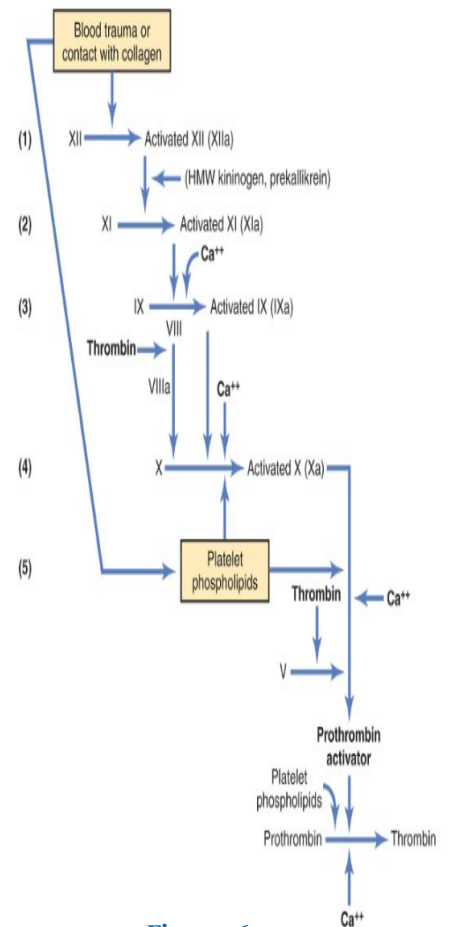 Blood trauma or
contact with collagen
(1)
XII
Activated XII (XIIa)
(HMW kininogen, prekallikrein)
(2)
XI
Activated XI (XIa)
Ca++
(3)
IX
Activated IX (IXa)
VIII
Thrombin
VIIIa
Ca++
(4)
X
Activated X (Xa)
(5)
Platelet
phospholipids
Thrombin
Ca++
V
Prothrombin
activator
Platelet
phospholipids
Prothrombin
Thrombin
Ca++